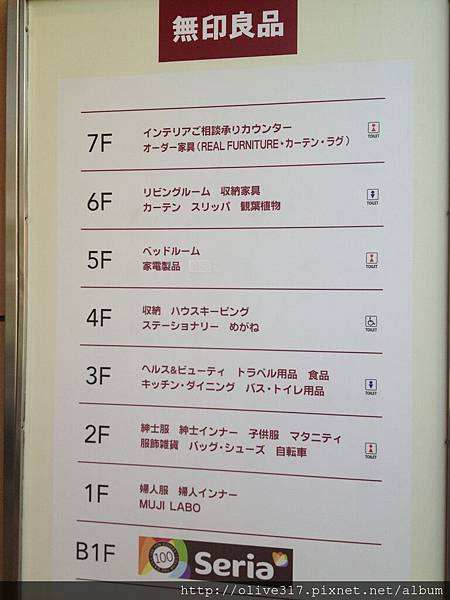 無印良品
7F
インテリアご相談承りカウンター
オーダー家具(REAL FURNITURE・カーテン・ラグ)
TOILET
6F
リビングルーム 収納家具
カーテン スリッパ 観葉植物
TOILET
5F
ベッドルーム
家電製品
TOILET
4F
収納 ハウスキーピング
ステーショナリー めがね
TOILET
3F
ヘルス&ビューティ トラベル用品 食品
キッチン・ダイニング バス・トイレ用品
TOILET
2F
紳士服 紳士インナー 子供服 マタニティ
服飾雑貨 バッグ・シューズ 自転車
TOILET
1F
婦人服 婦人インナー
MUJI LABO
B1F
100
Seria
http://olive317.pixnet.net/album